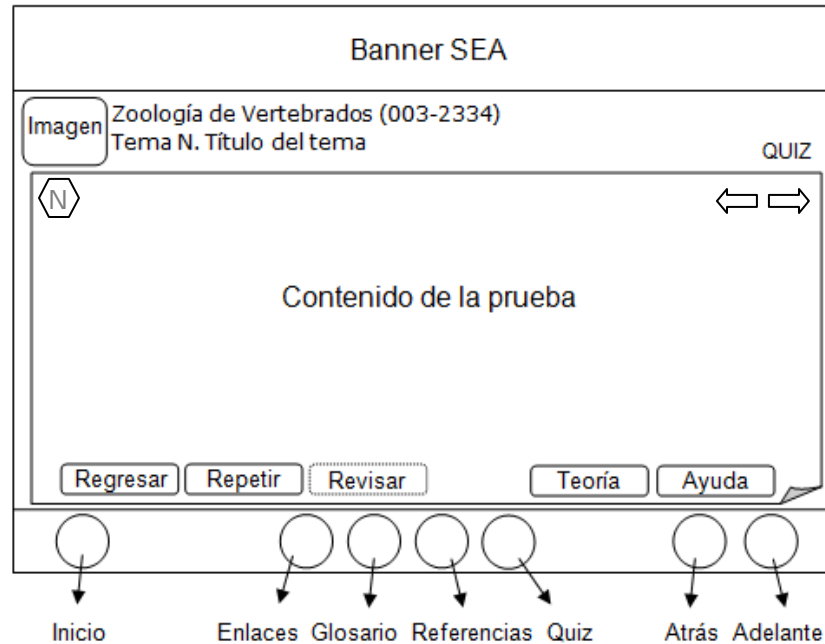 Banner SEA
Imagen
Zoología de Vertebrados (003-2334)
Tema N. Título del tema
QUIZ
N
Contenido de la prueba
Regresar Repetir Revisar Teoría Ayuda
Inicio Enlaces Glosario Referencias Quiz Atrás Adelante